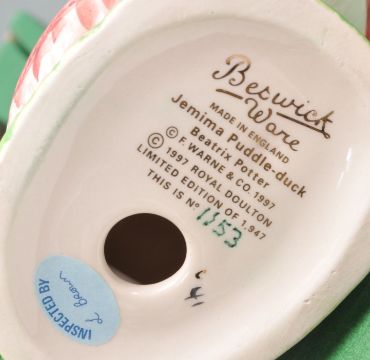 Beswick
Ware
MADE IN ENGLAND
Jemima Puddle-duck
Beatrix Potter
© F. WARNE & CO. 1997
© 1997 ROYAL DOULTON
LIMITED EDITION OF 1,947
THIS IS Nº 1153
INSPECTED BY
L Brown